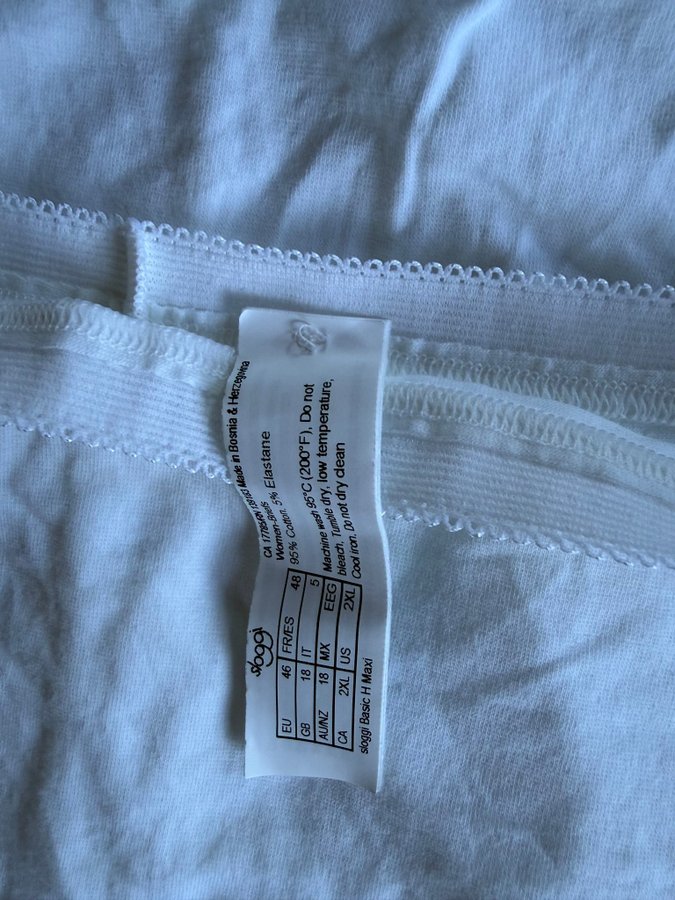 sloggi
EU 46 FR/ES 48
GB 18 IT 5
AU/NZ 18 MX EEG
CA 2XL US 2XL
sloggi Basic H Maxi
Made in Bosnia & Herzegovina
Women-Briefs
95% Cotton, 5% Elastane
Machine wash 95°C (200°F), Do not
bleach, Tumble dry, low temperature,
Cool iron, Do not dry clean